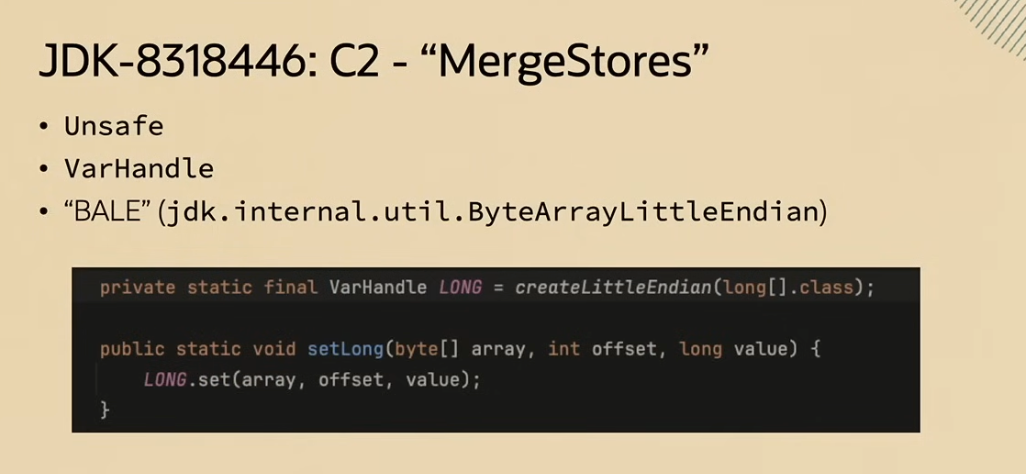 JDK-8318446: C2 - “MergeStores”
• Unsafe
• VarHandle
• “BALE” (jdk.internal.util.ByteArrayLittleEndian)
private static final VarHandle LONG = createLittleEndian(long[].class);
public static void setLong(byte[] array, int offset, long value) {
LONG.set(array, offset, value);
}